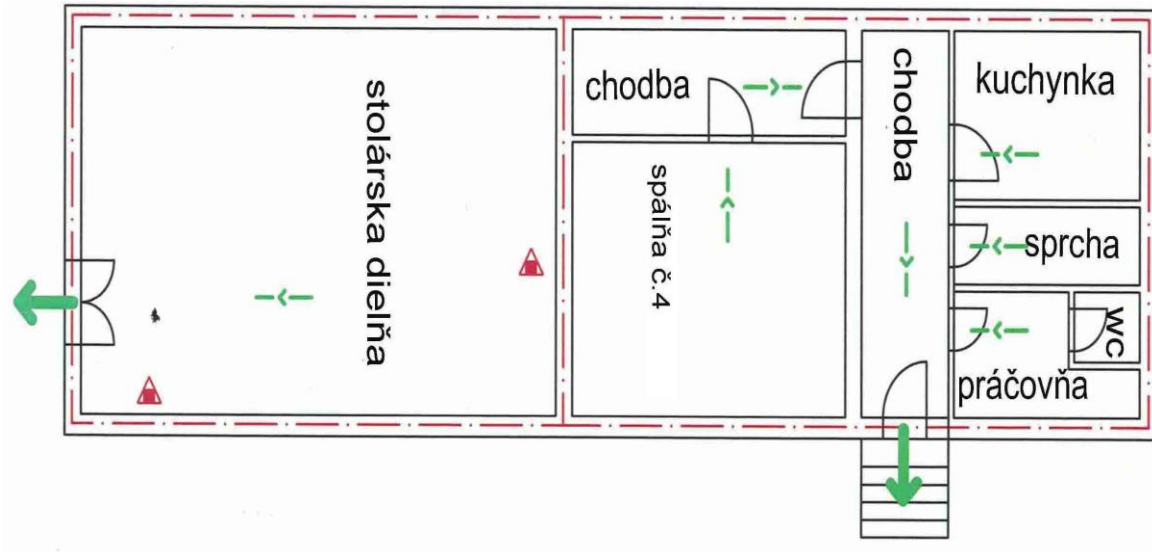 stolárska dielňa
chodba
spálňa č.4
chodba
kuchynka
sprcha
wc
práčovňa